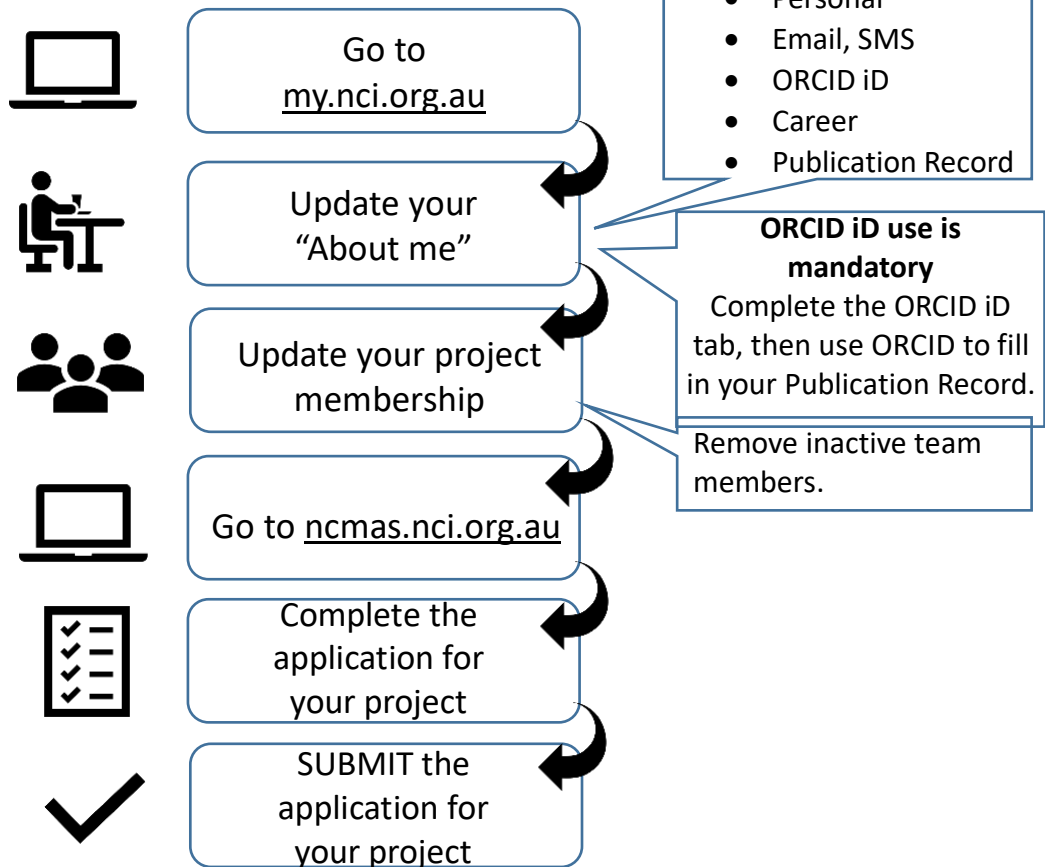 Go to
my.nci.org.au
Personal
• Email, SMS
• ORCID iD
• Career
• Publication Record
Update your
“About me”
ORCID iD use is
mandatory
Complete the ORCID iD
tab, then use ORCID to fill
in your Publication Record.
Update your project
membership
Remove inactive team
members.
Go to ncmas.nci.org.au
Complete the
application for
your project
SUBMIT the
application for
your project